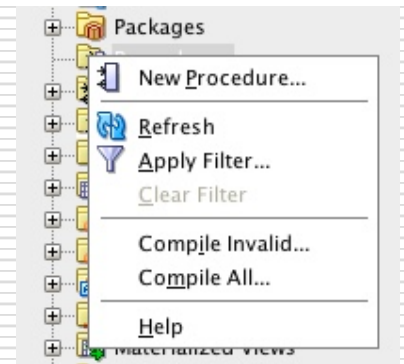 Packages
New Procedure...
Refresh
Apply Filter...
Clear Filter
Compile Invalid...
Compile All...
Help
Materialized Views